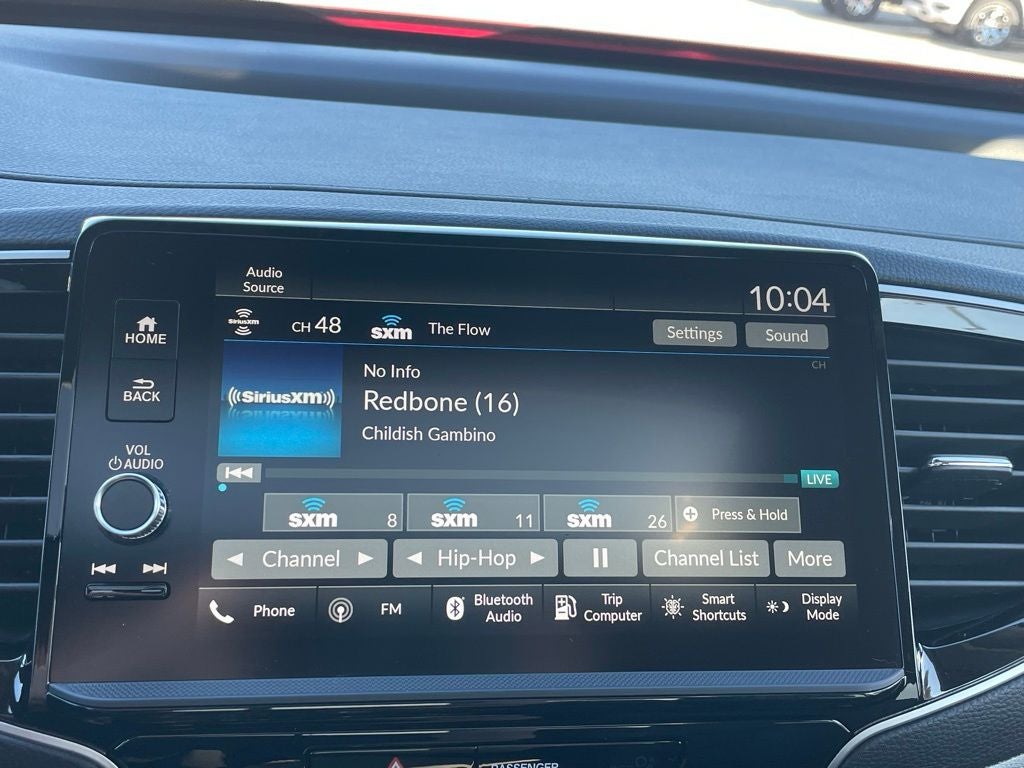 Audio
Source
10:04
HOME
SiriusXM
CH 48
sxm
The Flow
Settings
Sound
CH
No Info
((SiriusXM))
Redbone (16)
BACK
Childish Gambino
VOL
AUDIO
LIVE
sxm 8
sxm 11
sxm 26
Press & Hold
Channel
Hip-Hop
Channel List
More
Phone
FM
Bluetooth
Audio
Trip
Computer
Smart
Shortcuts
Display
Mode
PASSENGER